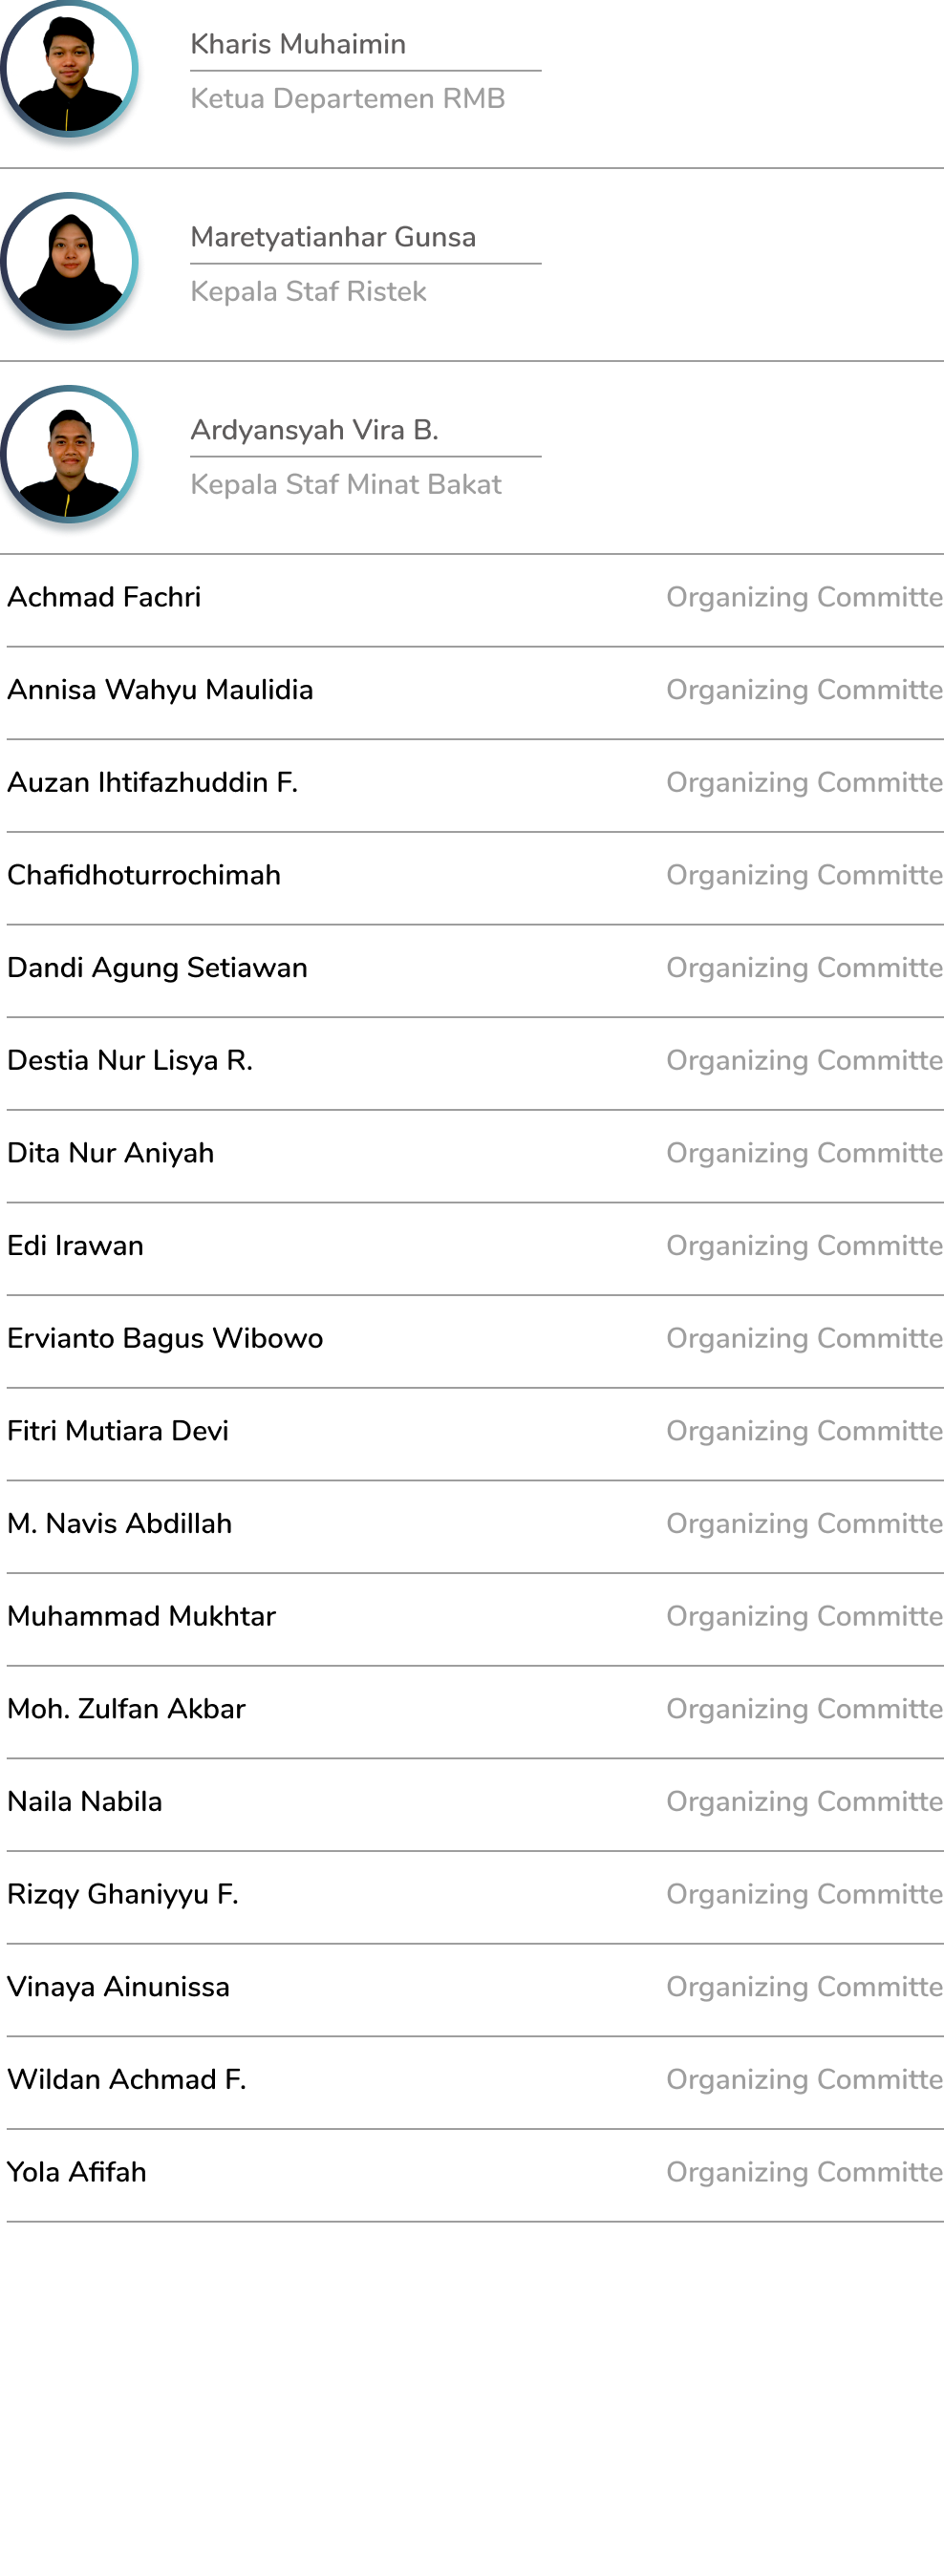 Kharis Muhaimin
Ketua Departemen RMB
Maretyatianhar Gunsa
Kepala Staf Ristek
Ardyansyah Vira B.
Kepala Staf Minat Bakat
Achmad Fachri Organizing Committe
Annisa Wahyu Maulidia Organizing Committe
Auzan Ihtifazhuddin F. Organizing Committe
Chafidhoturrochimah Organizing Committe
Dandi Agung Setiawan Organizing Committe
Destia Nur Lisya R. Organizing Committe
Dita Nur Aniyah Organizing Committe
Edi Irawan Organizing Committe
Ervianto Bagus Wibowo Organizing Committe
Fitri Mutiara Devi Organizing Committe
M. Navis Abdillah Organizing Committe
Muhammad Mukhtar Organizing Committe
Moh. Zulfan Akbar Organizing Committe
Naila Nabila Organizing Committe
Rizqy Ghaniyyu F. Organizing Committe
Vinaya Ainunissa Organizing Committe
Wildan Achmad F. Organizing Committe
Yola Afifah Organizing Committe